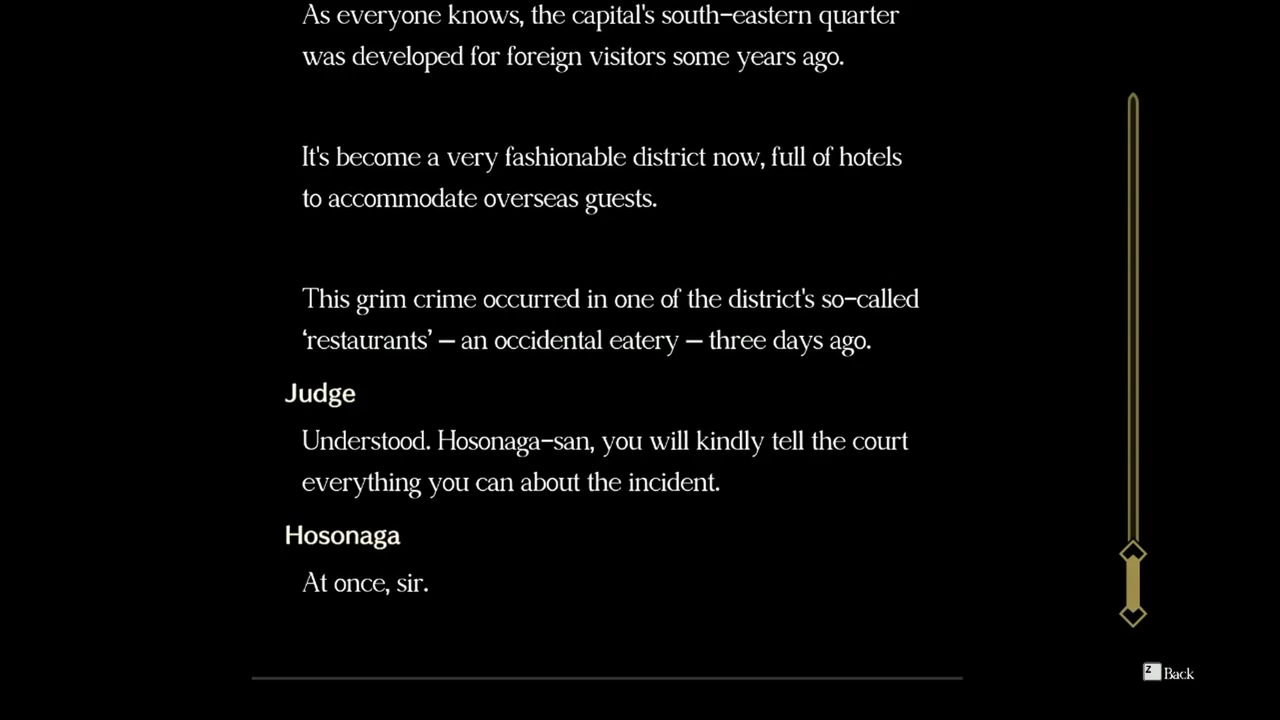 As everyone knows, the capital's south-eastern quarter
was developed for foreign visitors some years ago.
It's become a very fashionable district now, full of hotels
to accommodate overseas guests.
This grim crime occurred in one of the district's so-called
‘restaurants’ – an occidental eatery – three days ago.
Judge
Understood. Hosonaga-san, you will kindly tell the court
everything you can about the incident.
Hosonaga
At once, sir.
Z Back